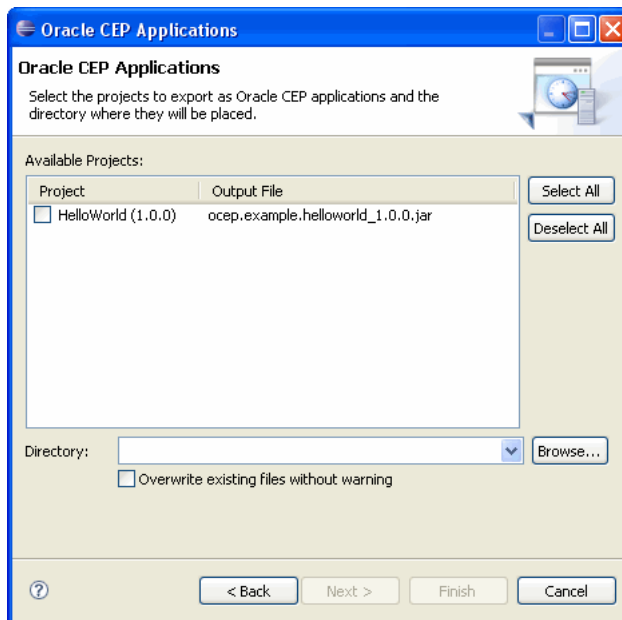 Oracle CEP Applications
Oracle CEP Applications
Select the projects to export as Oracle CEP applications and the
directory where they will be placed.
Available Projects:
Project Output File
HelloWorld (1.0.0) ocep.example.helloworld_1.0.0.jar
Select All
Deselect All
Directory:
Browse...
Overwrite existing files without warning
?
< Back Next > Finish Cancel